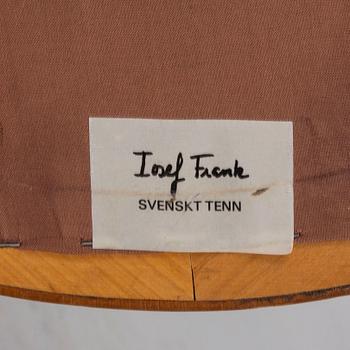 Josef Frank
SVENSKT TENN